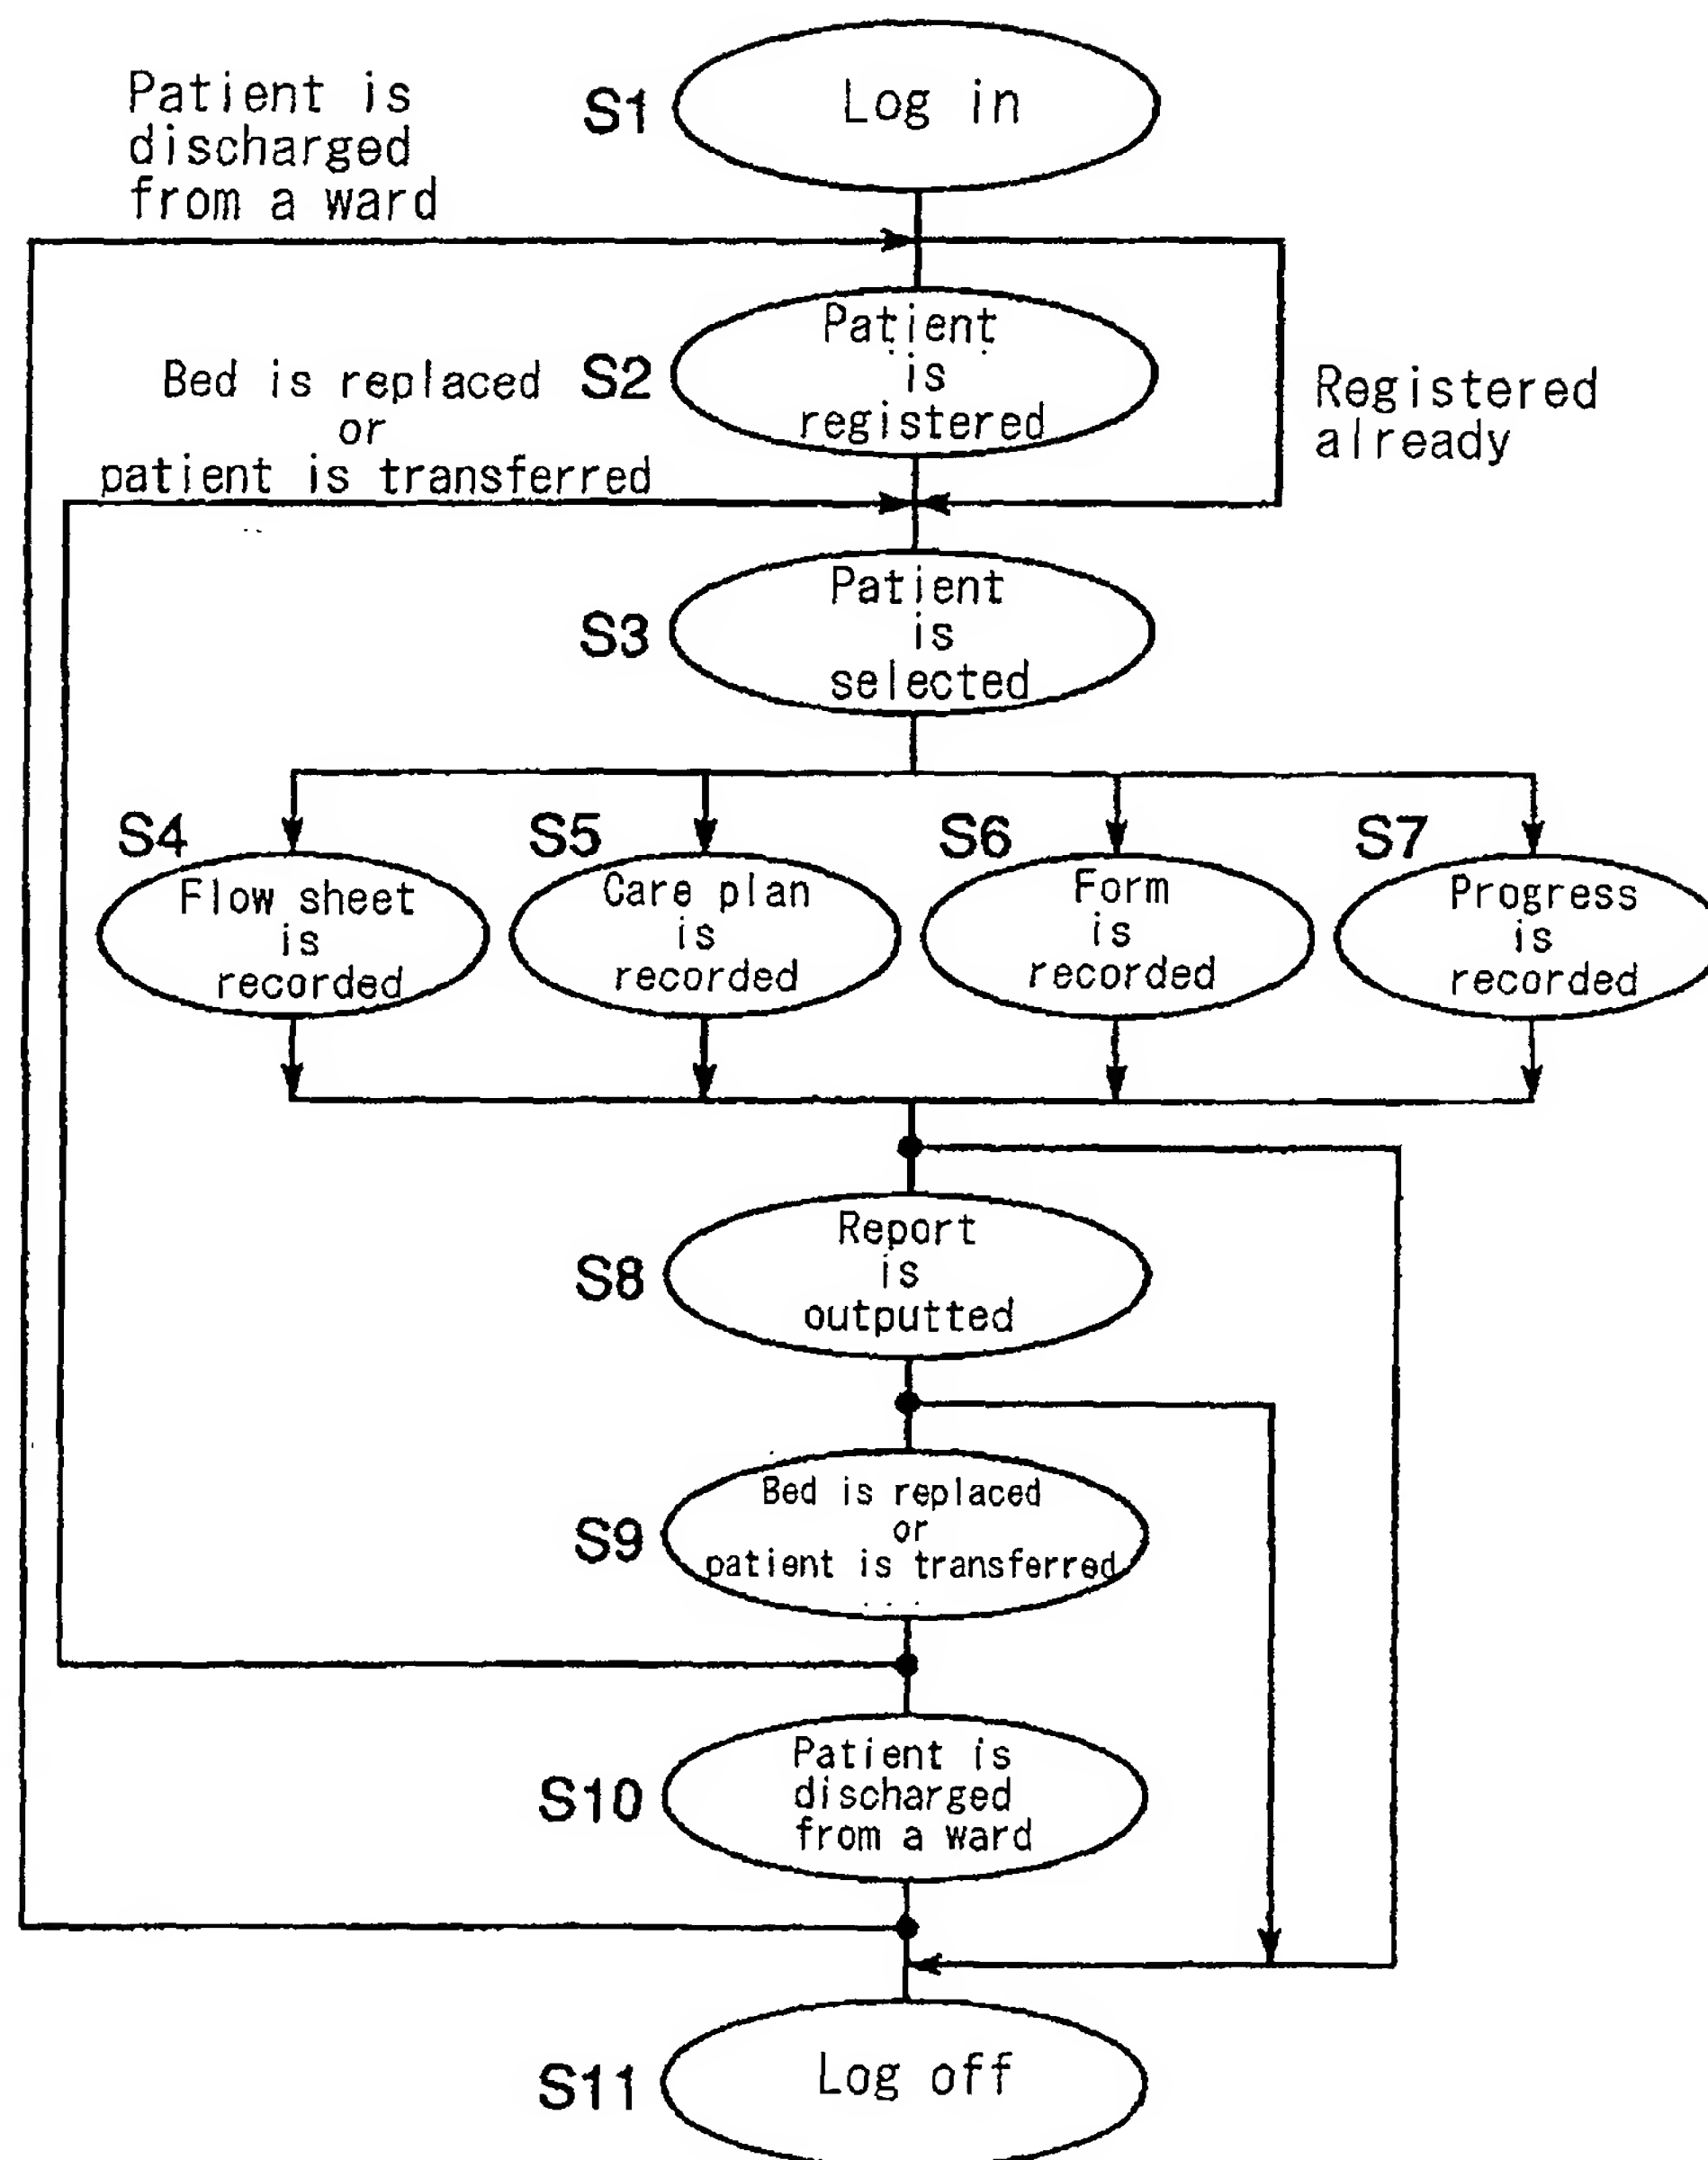 S1
Log in
Patient is
discharged
from a ward
S2
Patient
is
registered
Bed is replaced
or
patient is transferred
Registered
already
S3
Patient
is
selected
S4
Flow sheet
is
recorded
S5
Care plan
is
recorded
S6
Form
is
recorded
S7
Progress
is
recorded
S8
Report
is
outputted
S9
Bed is replaced
or
patient is transferred
S10
Patient is
discharged
from a ward
S11
Log off